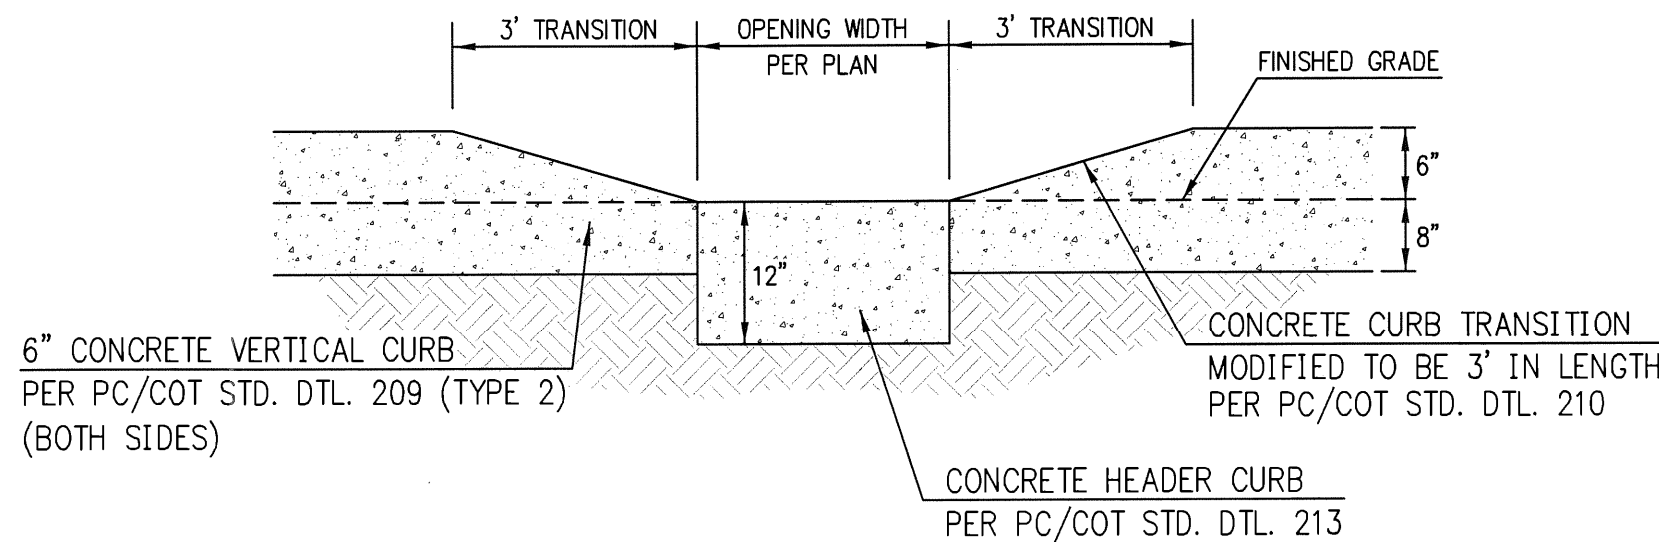 3' TRANSITION
OPENING WIDTH
PER PLAN
3' TRANSITION
FINISHED GRADE
6"
8"
12"
6" CONCRETE VERTICAL CURB
PER PC/COT STD. DTL. 209 (TYPE 2)
(BOTH SIDES)
CONCRETE CURB TRANSITION
MODIFIED TO BE 3' IN LENGTH
PER PC/COT STD. DTL. 210
CONCRETE HEADER CURB
PER PC/COT STD. DTL. 213